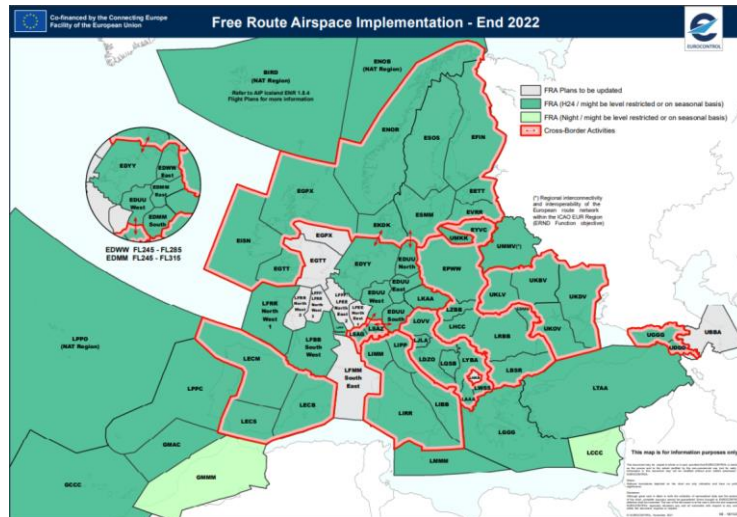 Co-financed by the Connecting Europe
Facility of the European Union
Free Route Airspace Implementation - End 2022
EUROCONTROL
FRA Plans to be updated
FRA (H24 / might be level restricted or on seasonal basis)
FRA (Night / might be level restricted or on seasonal basis)
Cross-Border Activities
BIRD
(NAT Region)
Refer to AIP Iceland ENR 1.8.4
Flight Plans for more information
ENOB
(NAT Region)
ENOR
ESOS
EFIN
EETT
EVRR
EYVC
UMKK
UMMV(*)
(*) Regional interconnectivity
and interoperability of the
European route network
within the ICAO EUR Region
(ERND Function objective)
EDYY
EDWW
East
EDMM
East
EDUU
West
EDMM
South
EDWW FL245 - FL285
EDMM FL245 - FL315
EGPX
EKDK
ESMM
EISN
EGTT
EGPX
EGTT
EDYY
EDUU
North
EDUU
East
EDUU
West
EDUU
South
EPWW
UKLV
UKBV
UKDV
UKOV
LKAA
LZBB
LOVV
LHCC
LRBB
LJLA
LDZO
LQSB
LYBA
LBSR
LWSS
LAAA
LSAG
LSAZ
LFRR
North
West
1
LFBB
South
West
LFMM
South
East
LIMM
LIPP
LIRR
LIBB
LPPO
(NAT Region)
LPPC
LECM
LECS
LECB
GMAC
GCCC
GMMM
LMMM
LGGG
LTAA
LCCC
UGGG
UDDD
UBBA
This map is for information purposes only